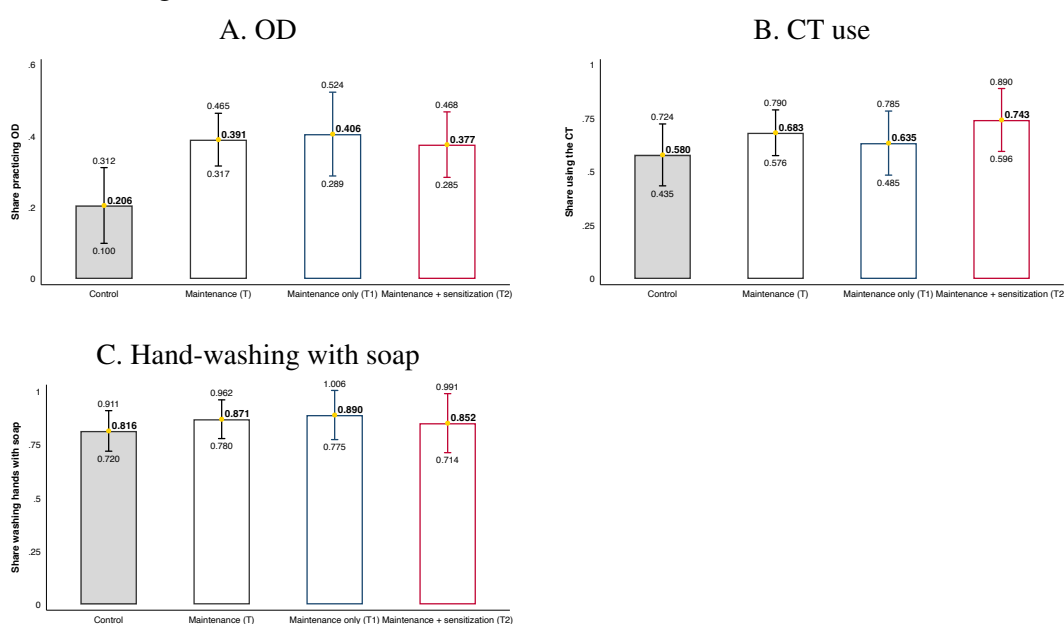 A. OD
Share practicing OD
.6
.4
.2
0
0.312
0.206
0.100
0.465
0.391
0.317
0.524
0.406
0.289
0.468
0.377
0.285
Control
Maintenance (T)
Maintenance only (T1)
Maintenance + sensitization (T2)
B. CT use
Share using the CT
1
.75
.5
.25
0
0.724
0.580
0.435
0.790
0.683
0.576
0.785
0.635
0.485
0.890
0.743
0.596
Control
Maintenance (T)
Maintenance only (T1)
Maintenance + sensitization (T2
C. Hand-washing with soap
Share washing hands with soap
1
.75
.5
.25
0
0.911
0.816
0.720
0.962
0.871
0.780
1.006
0.890
0.775
0.991
0.852
0.714
Control
Maintenance (T)
Maintenance only (T1)
Maintenance + sensitization (T2)